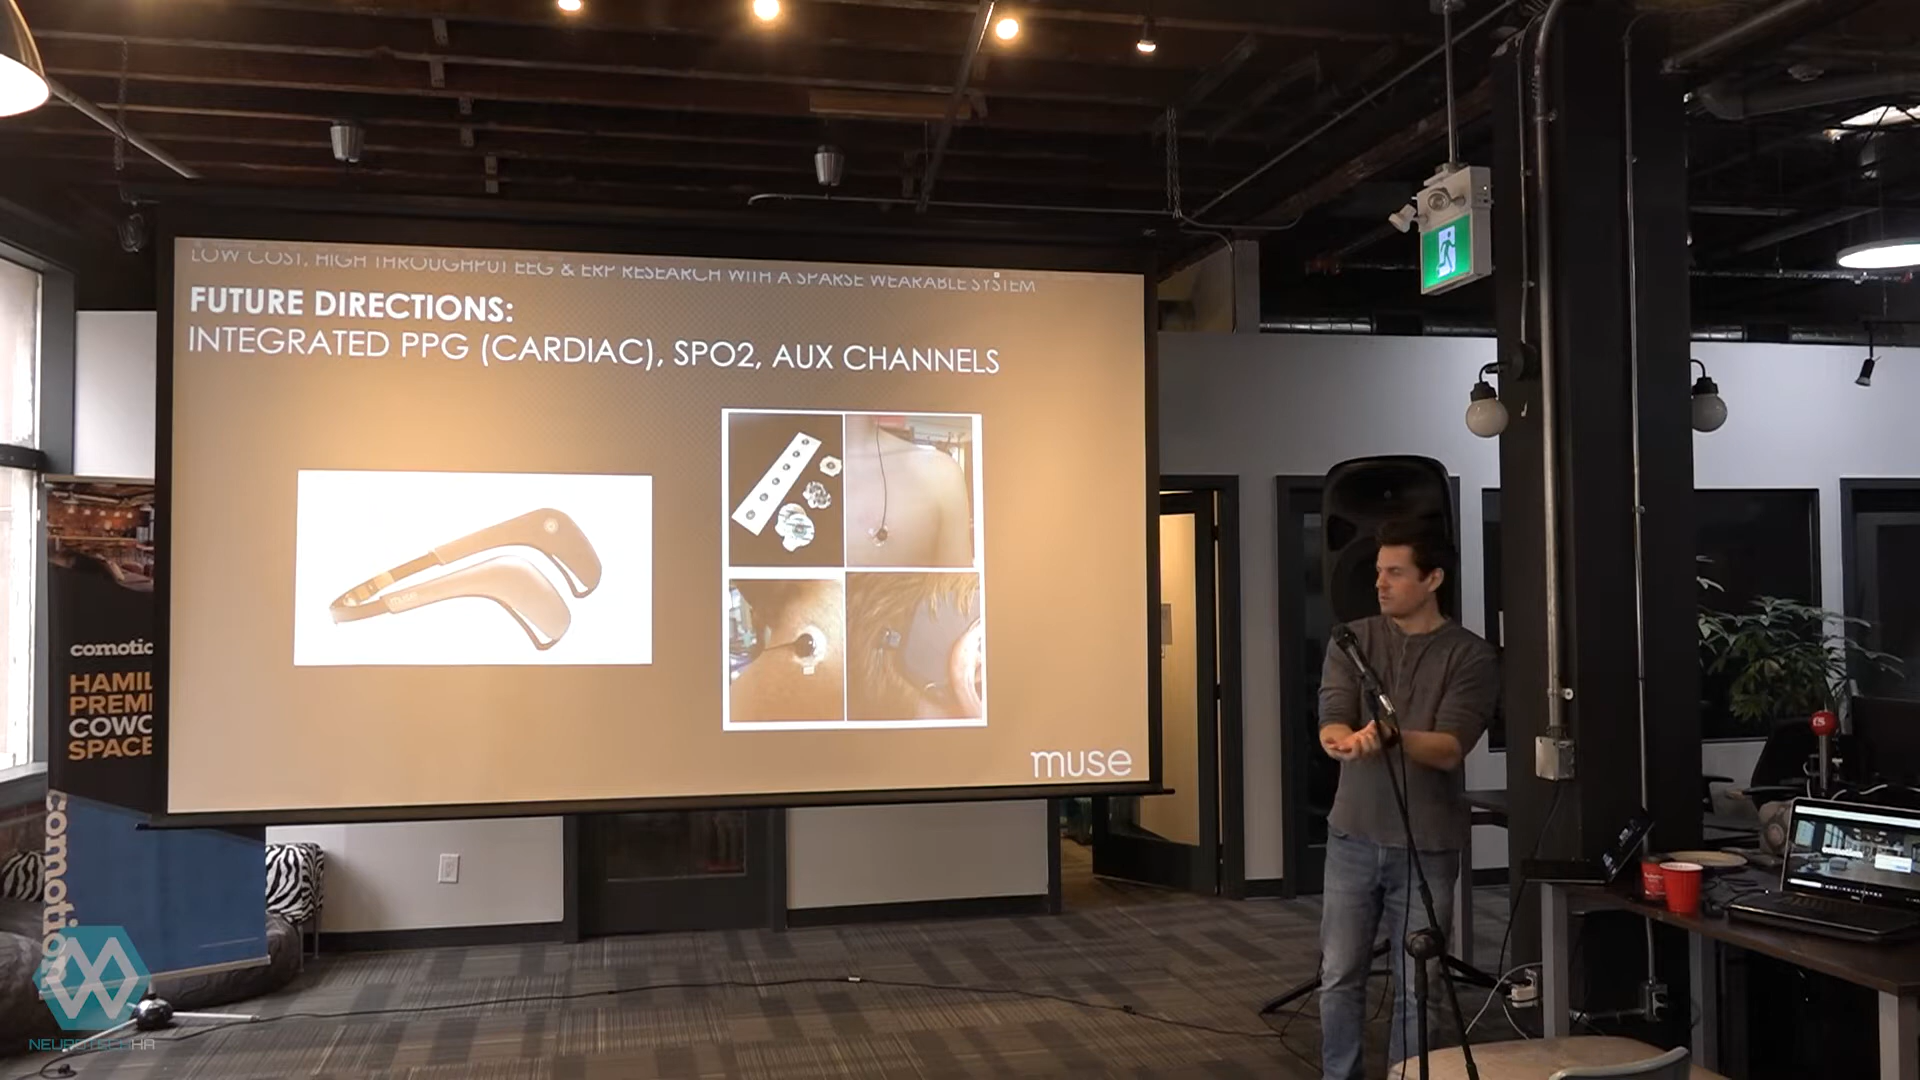 LOW COST, HIGH THROUGHPUT EEG & ERP RESEARCH WITH A SPARSE WEARABLE SYSTEM
FUTURE DIRECTIONS:
INTEGRATED PPG (CARDIAC), SPO2, AUX CHANNELS
muse
muse
comotio
HAMIL
PREMI
COWO
SPACE
comotion
NEUROTECHHR